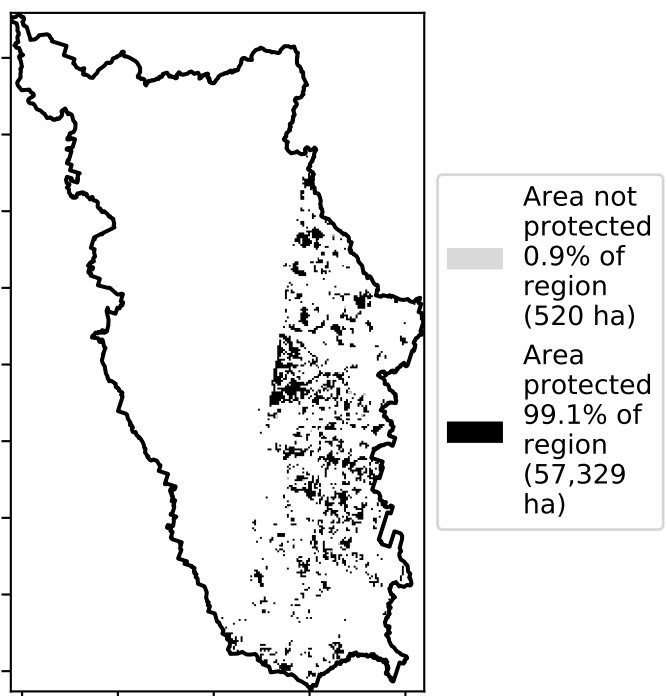 Area not
protected
0.9% of
region
(520 ha)
Area
protected
99.1% of
region
(57,329
ha)